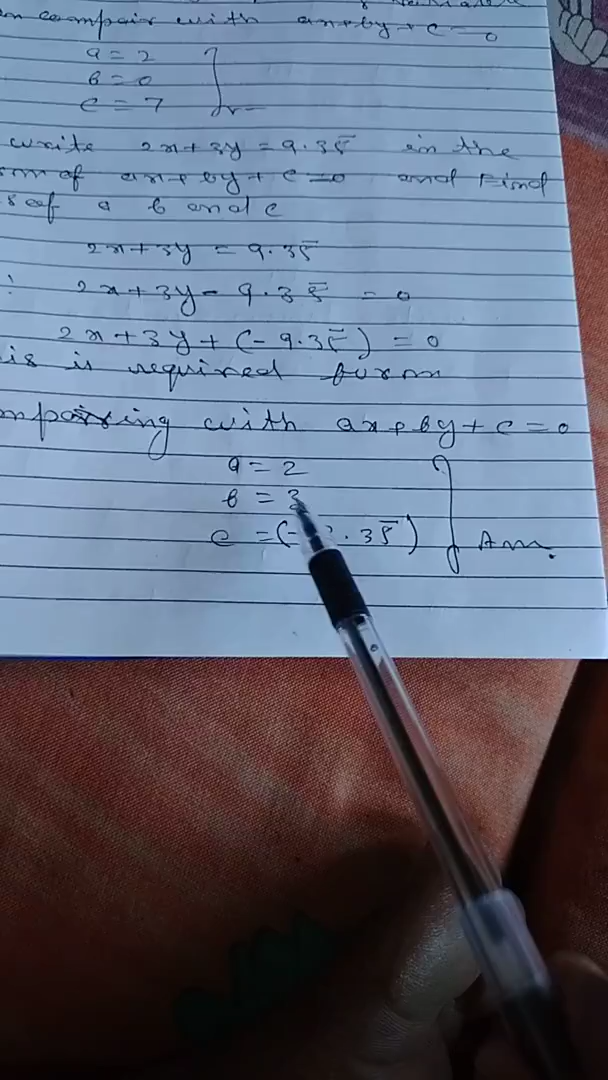 compair with ax+by+c=0
a=2
b=0
c=7
write 2x+3y=9.35̅ in the
of ax+by+c=0 and Find
of a b and c
2x+3y=9.35̅
2x+3y-9.35̅=0
2x+3y+(-9.35̅)=0
is is required form
with ax+by+c=0
a=2
b=3
c=(- .35̅) Ans.